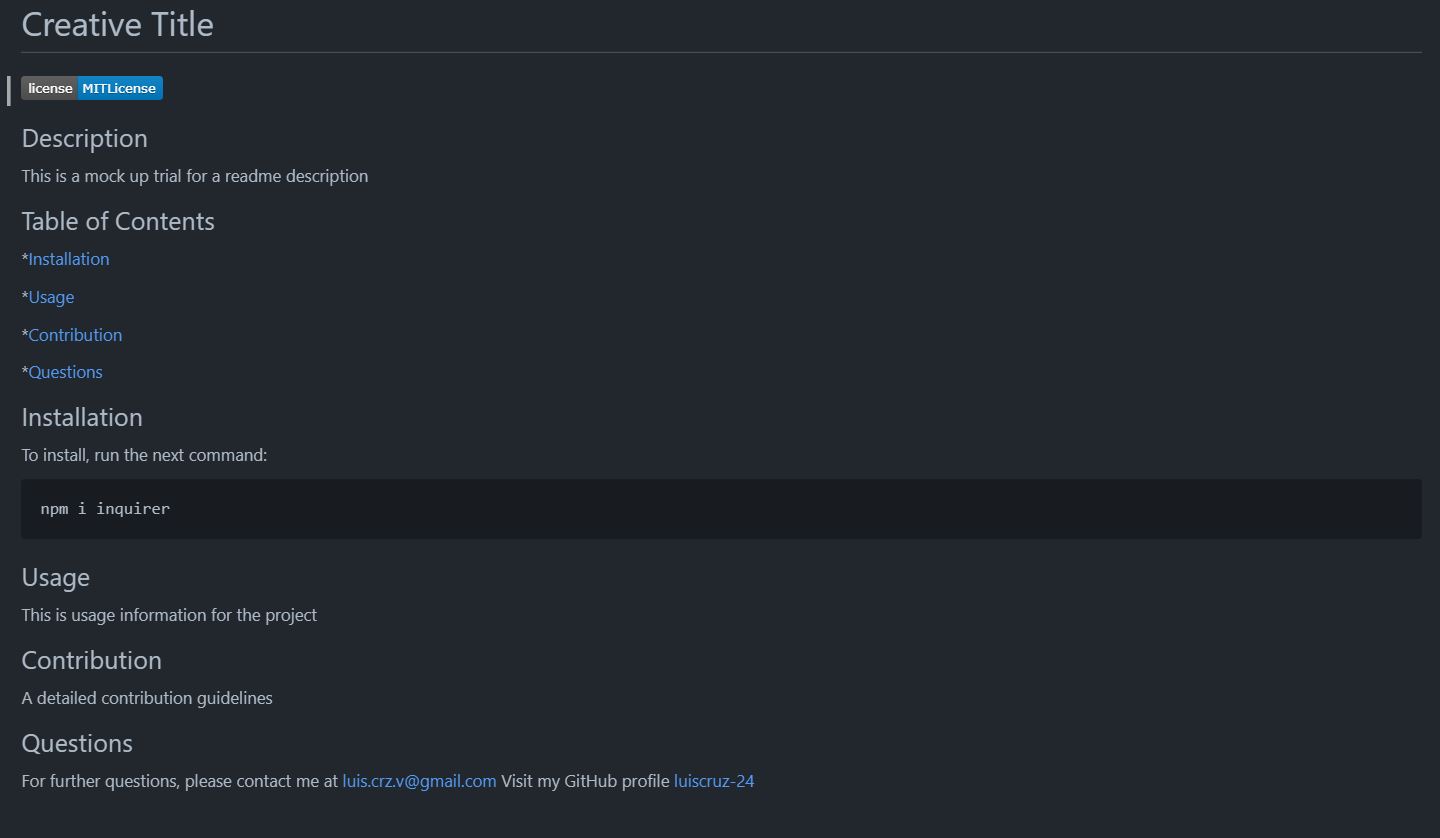 Creative Title
license MITLicense
Description
This is a mock up trial for a readme description
Table of Contents
*Installation
*Usage
*Contribution
*Questions
Installation
To install, run the next command:
npm i inquirer
Usage
This is usage information for the project
Contribution
A detailed contribution guidelines
Questions
For further questions, please contact me at luis.crz.v@gmail.com Visit my GitHub profile luiscruz-24